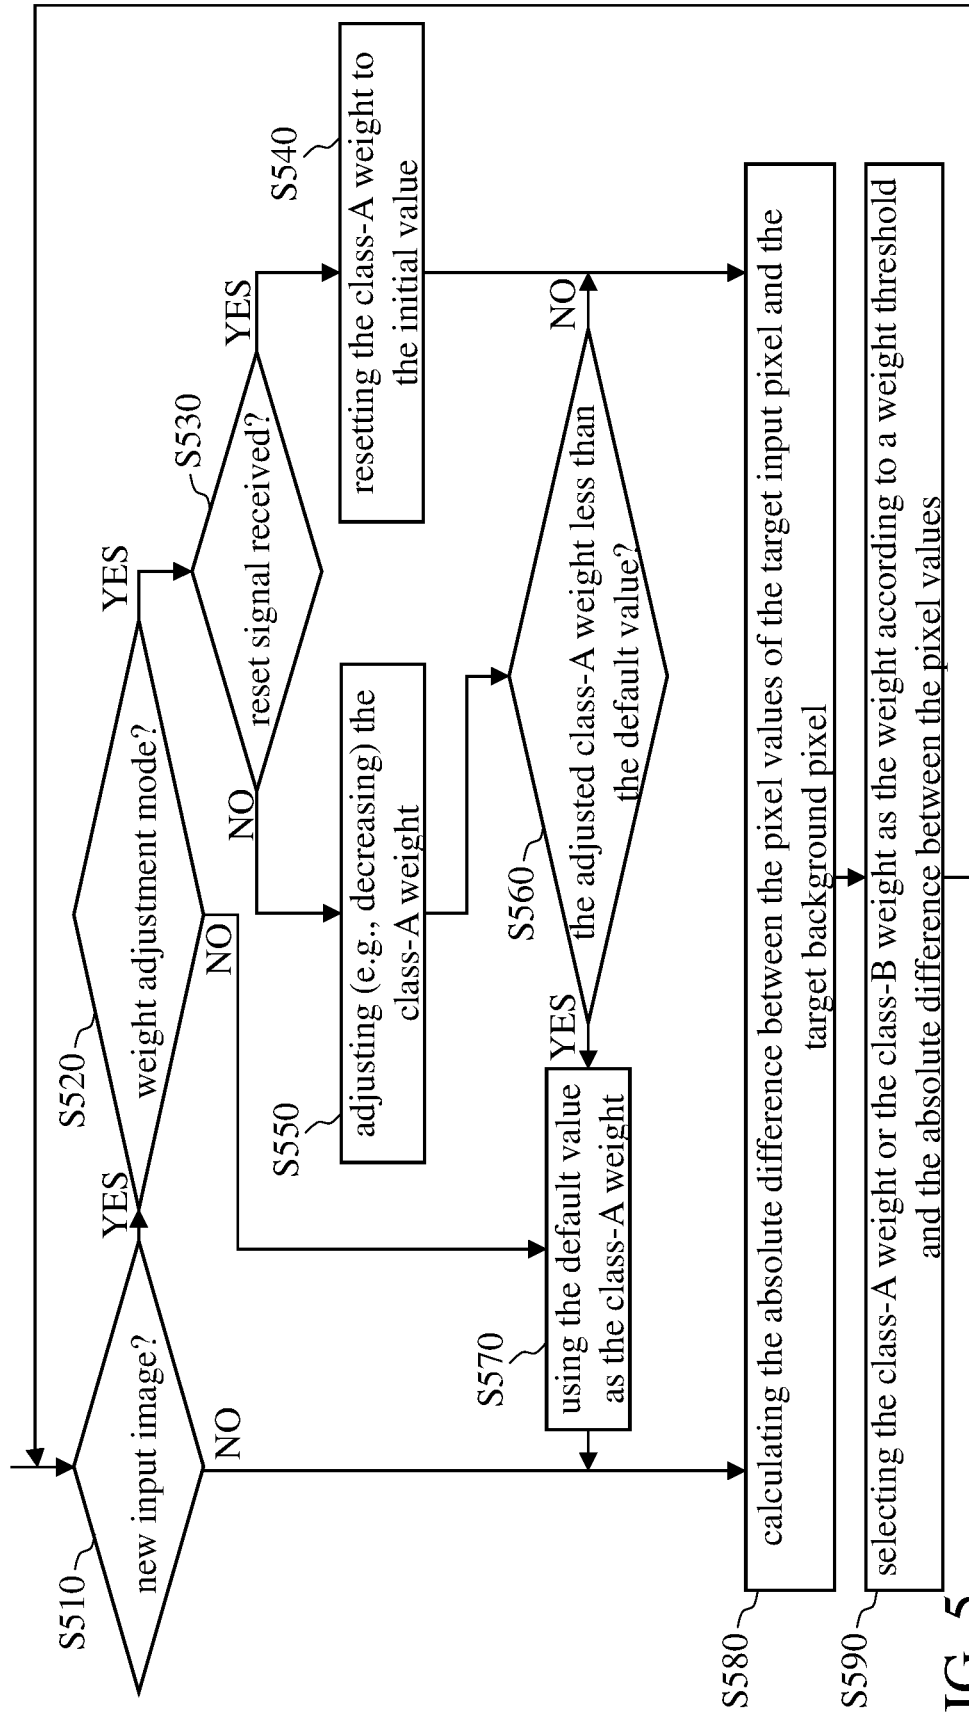 S510
new input image?
YES
NO
S520
weight adjustment mode?
YES
NO
S530
reset signal received?
YES
NO
S540
resetting the class-A weight to
the initial value
S550
adjusting (e.g., decreasing) the
class-A weight
S560
the adjusted class-A weight less than
the default value?
YES
NO
S570
using the default value
as the class-A weight
S580
calculating the absolute difference between the pixel values of the target input pixel and the
target background pixel
S590
selecting the class-A weight or the class-B weight as the weight according to a weight threshold
and the absolute difference between the pixel values
IG. 5